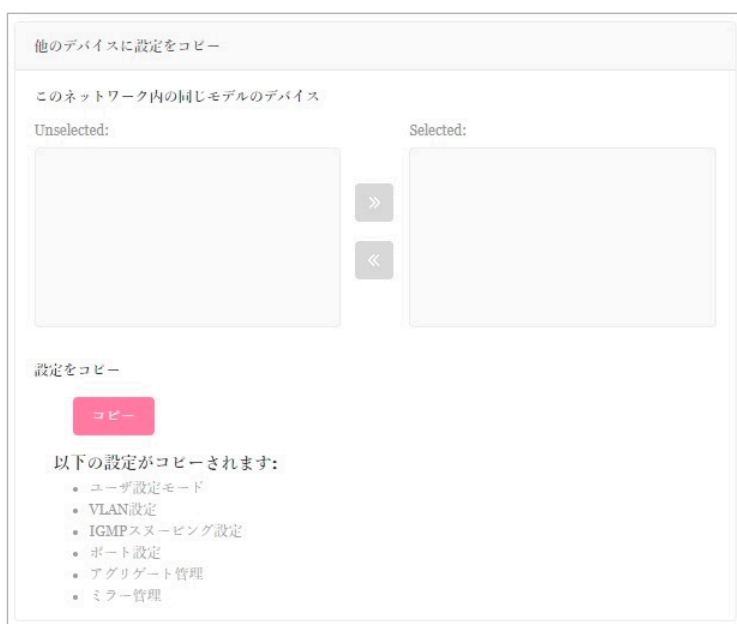 他のデバイスに設定をコピー
このネットワーク内の同じモデルのデバイス
Unselected:
Selected:
»
«
設定をコピー
コピー
以下の設定がコピーされます:
• ユーザ設定モード
• VLAN設定
• IGMPスヌーピング設定
• ポート設定
• アグリゲート管理
• ミラー管理